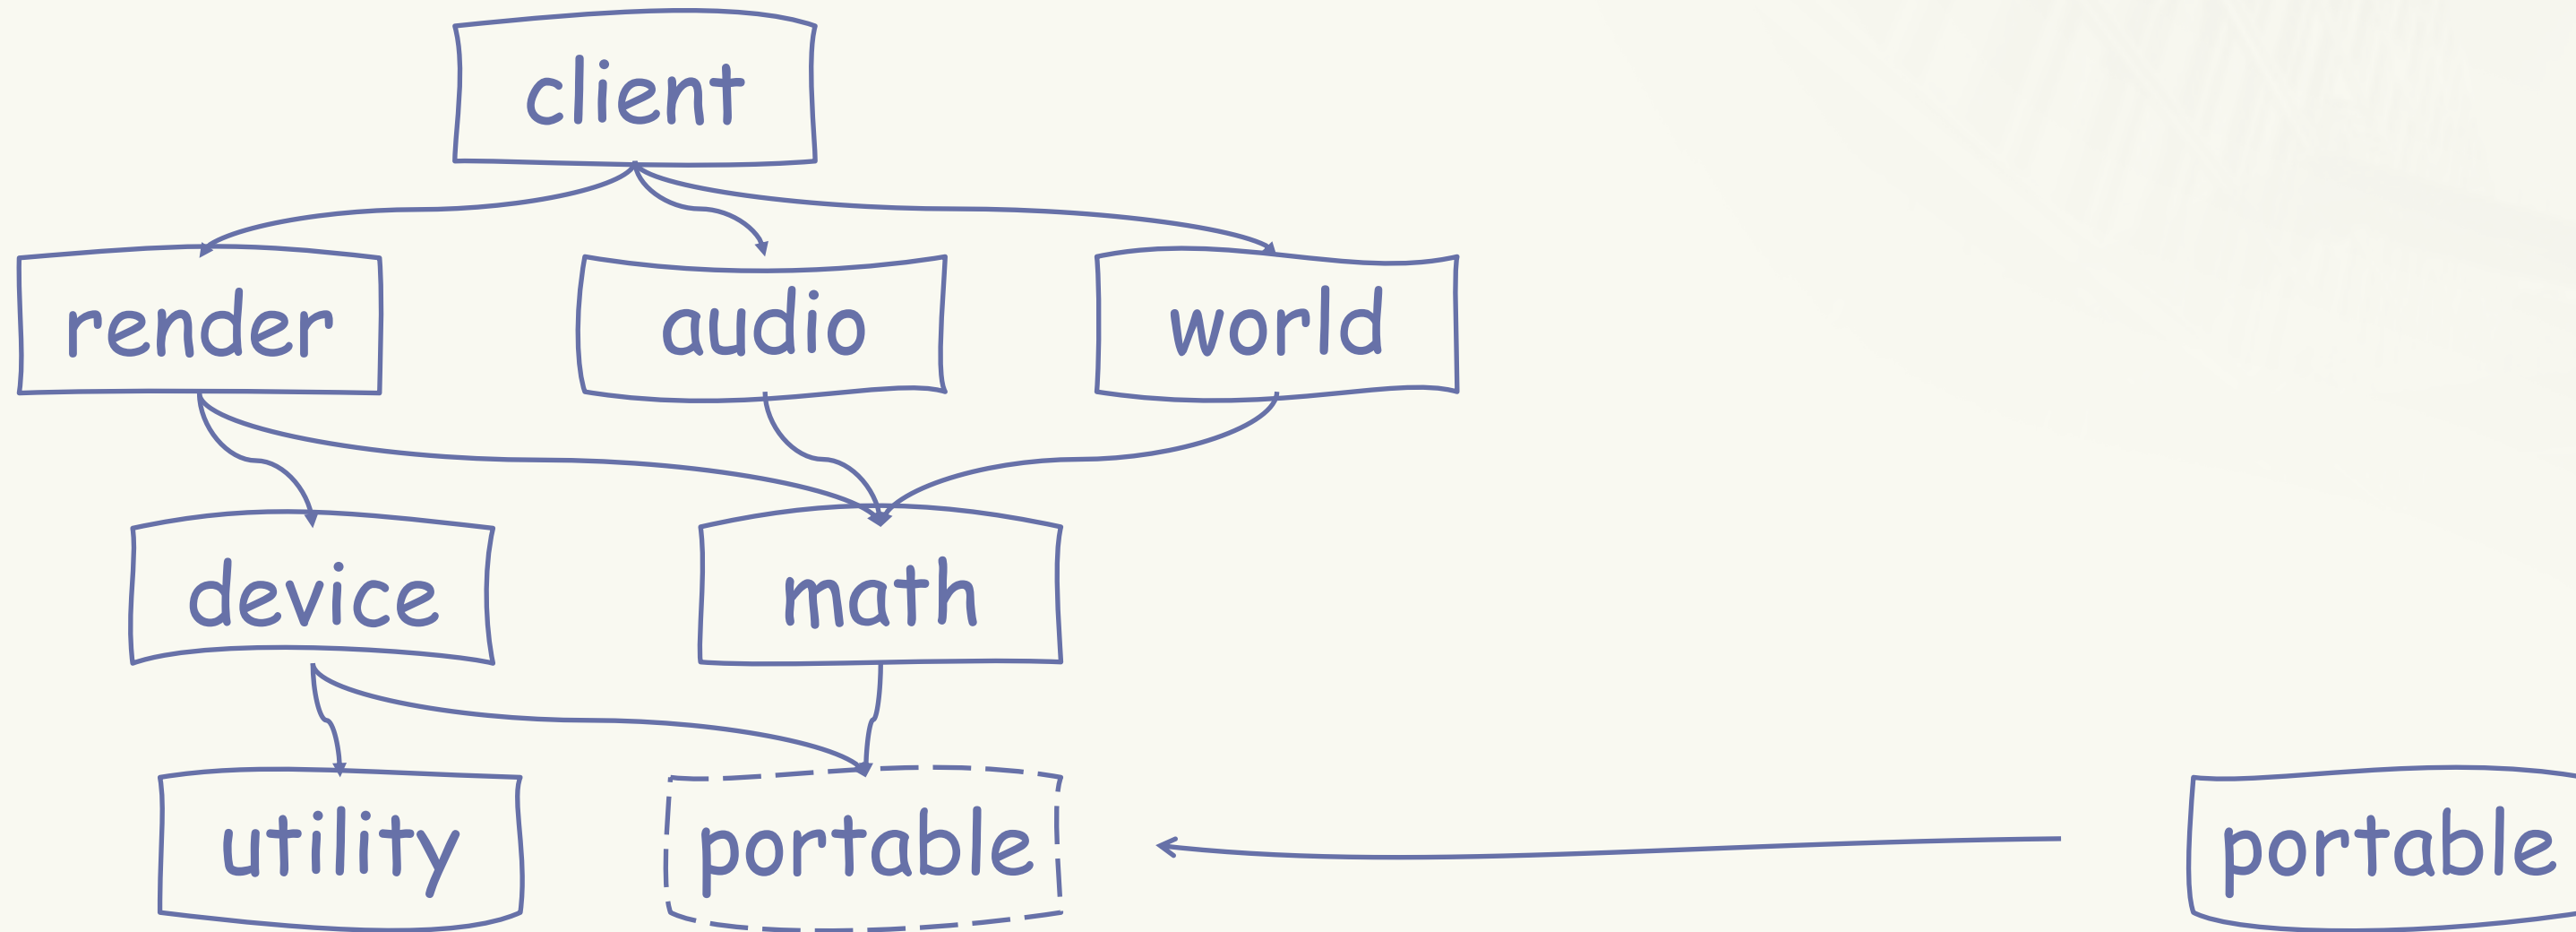 client
render
audio
world
device
math
utility
portable
portable